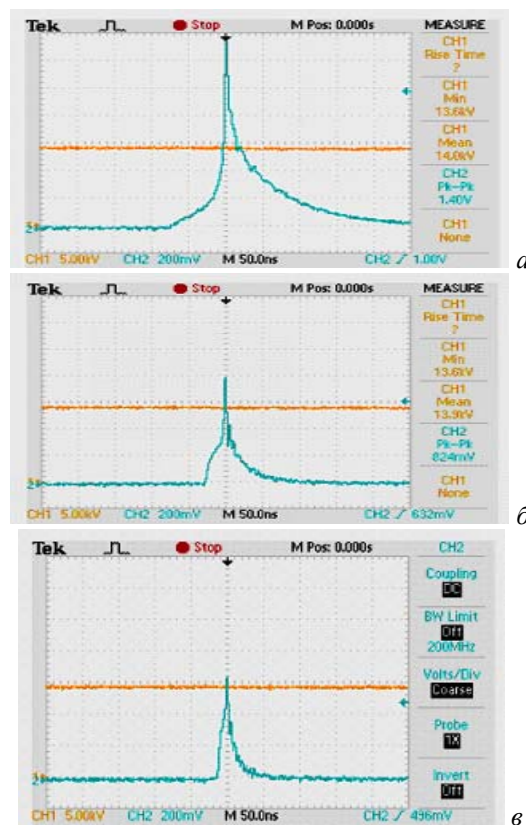 Tek Stop M Pos: 0.000s MEASURE
CH1
Rise Time
?
CH1
Min
13.6kV
CH1
Mean
14.0kV
CH2
Pk-Pk
1.40V
CH1
None
2
CH1 5.00kV CH2 200mV M 50.0ns CH2 / 1.00V
а
Tek Stop M Pos: 0.000s MEASURE
CH1
Rise Time
?
CH1
Min
13.6kV
CH1
Mean
13.9kV
CH2
Pk-Pk
824mV
CH1
None
2
CH1 5.00kV CH2 200mV M 50.0ns CH2 / 632mV
б
Tek Stop M Pos: 0.000s CH2
Coupling
DC
BW Limit
Off
200MHz
Volts/Div
Coarse
Probe
1X
Invert
Off
2
CH1 5.00kV CH2 200mV M 50.0ns CH2 / 496mV
в